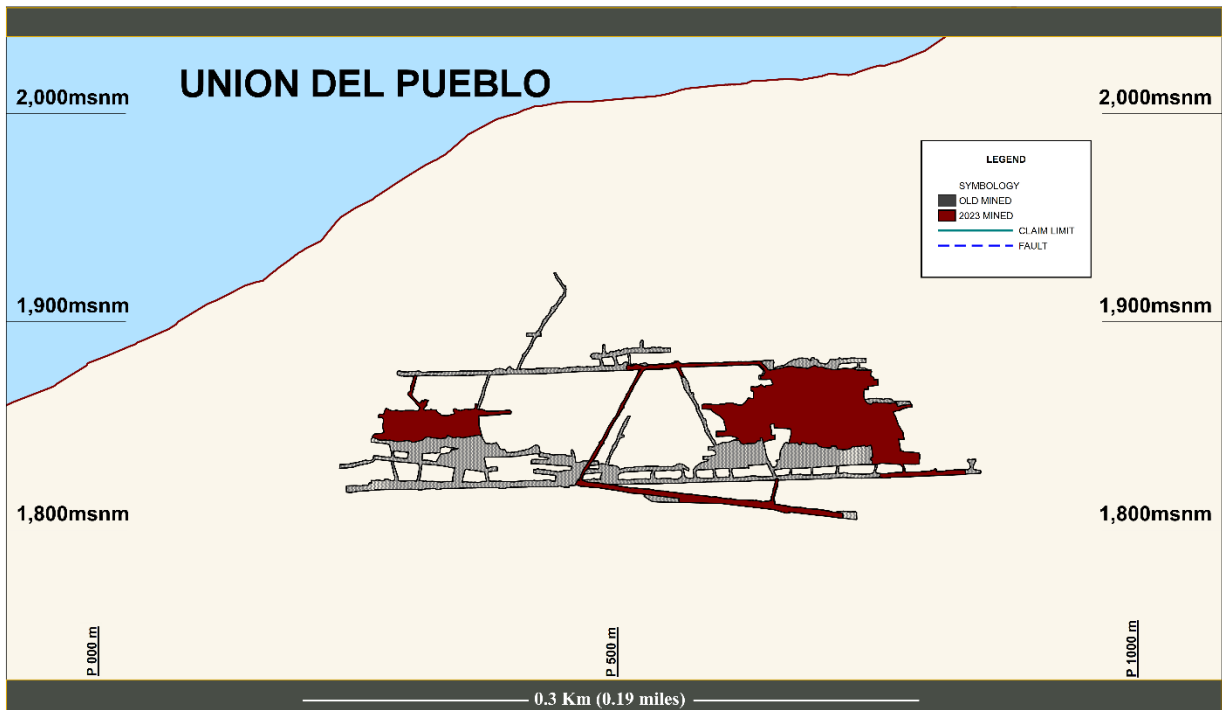 UNION DEL PUEBLO
2,000msnm
2,000msnm
LEGEND
SYMBOLOGY
OLD MINED
2023 MINED
CLAIM LIMIT
FAULT
1,900msnm
1,900msnm
1,800msnm
1,800msnm
P 000 m
P 500 m
P 1000 m
0.3 Km (0.19 miles)